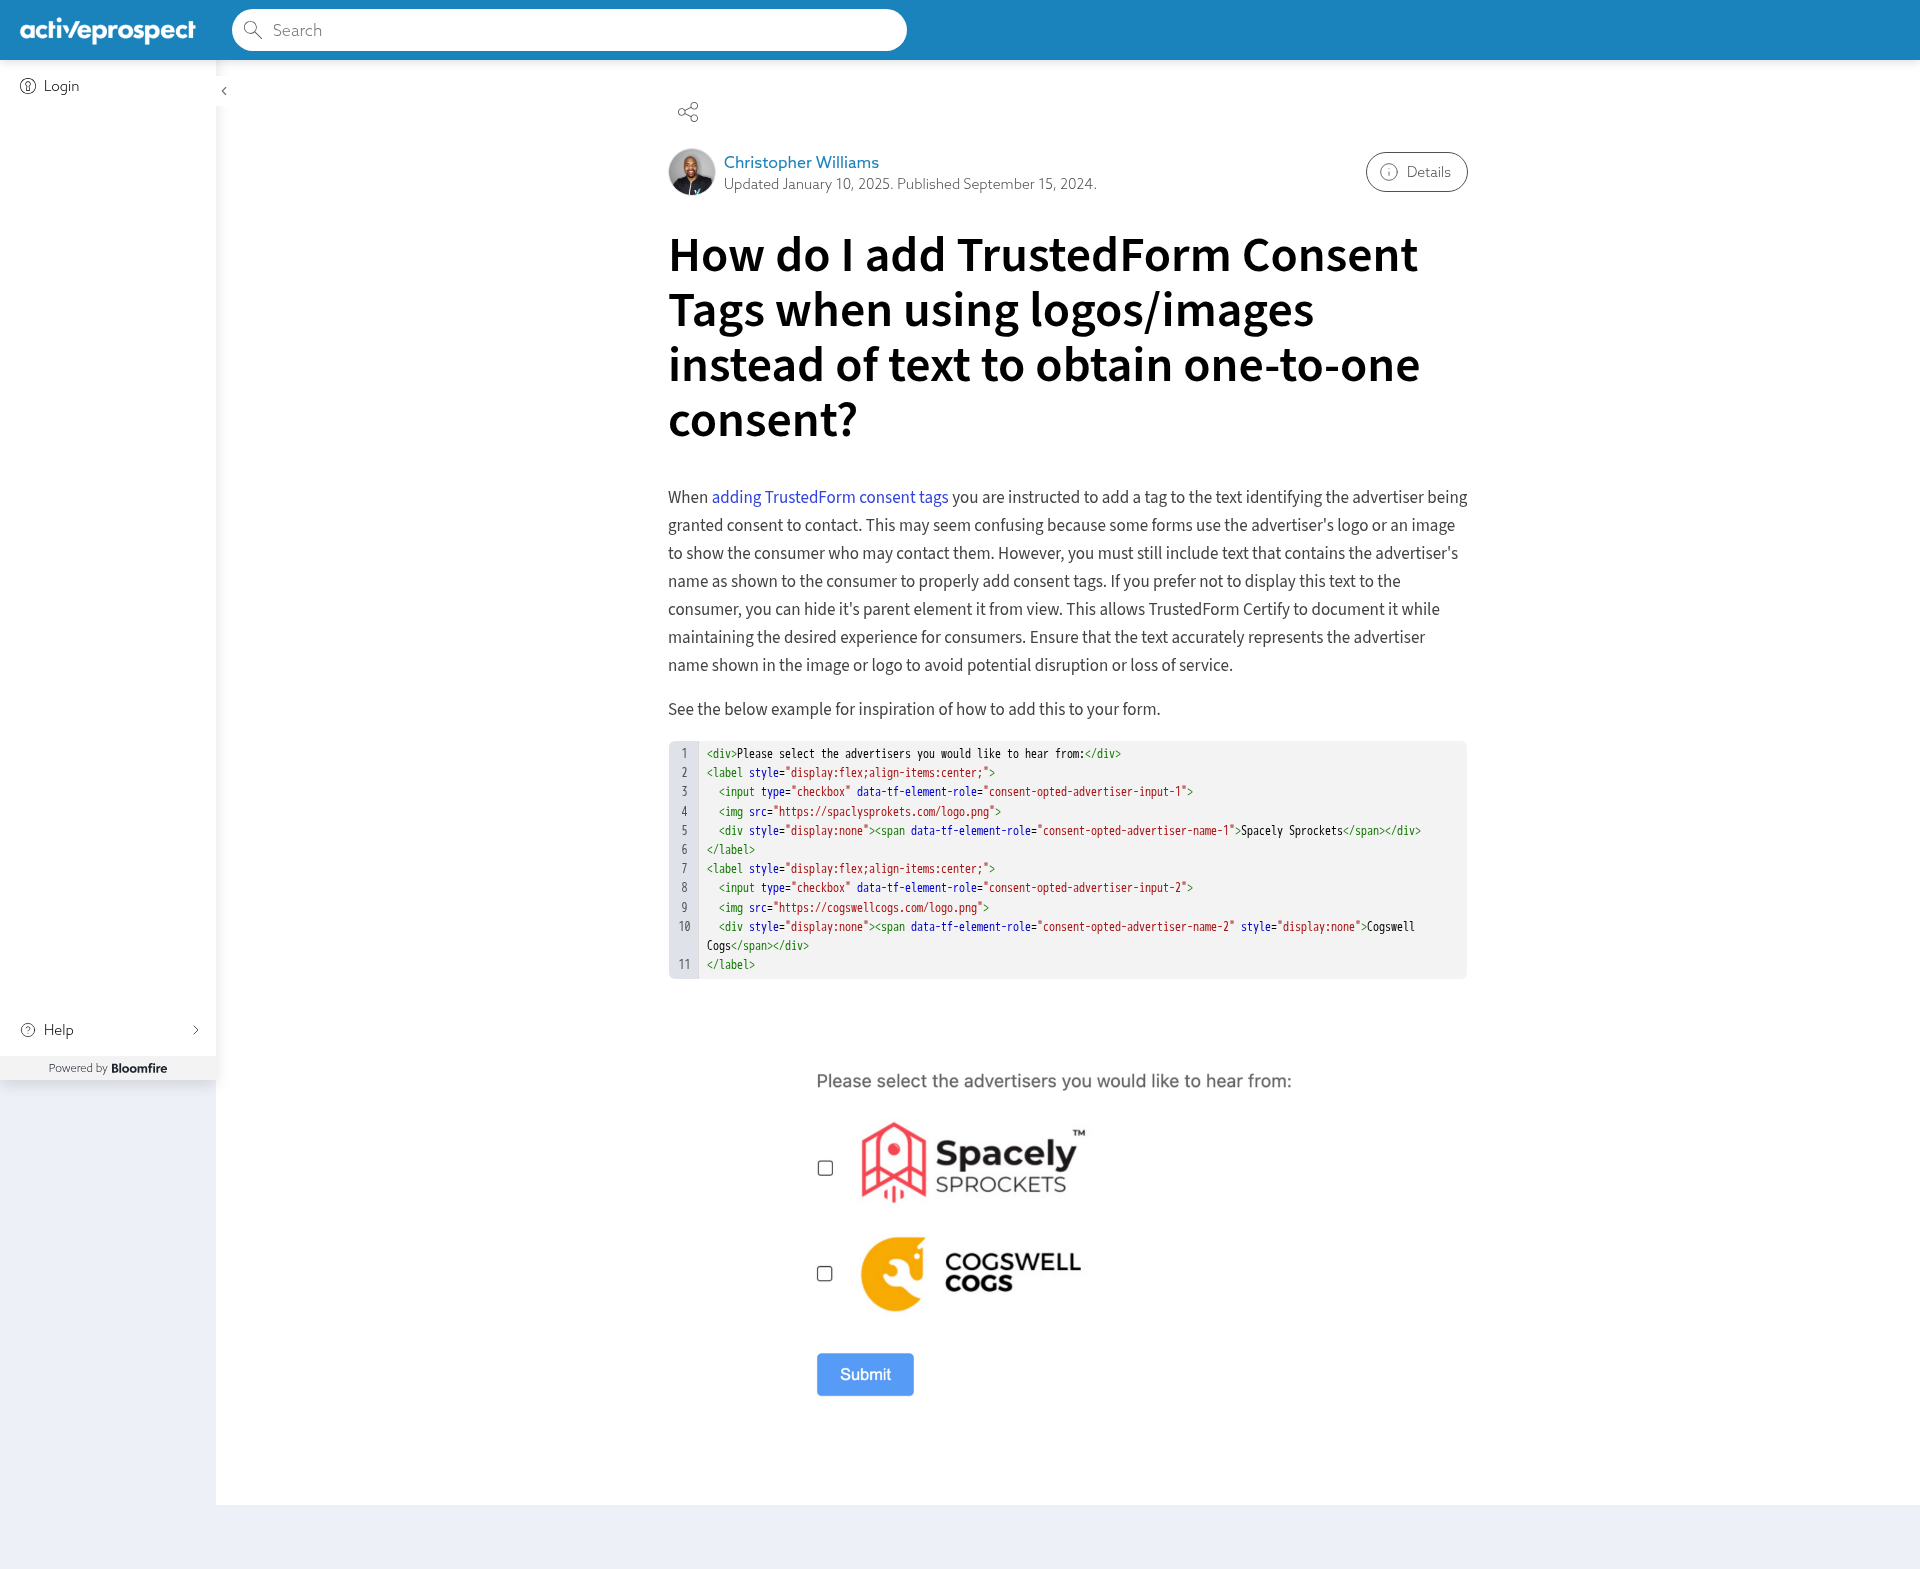 activeprospect
Search
Login
Christopher Williams
Updated January 10, 2025. Published September 15, 2024.
Details
How do I add TrustedForm Consent
Tags when using logos/images
instead of text to obtain one-to-one
consent?
When adding TrustedForm consent tags you are instructed to add a tag to the text identifying the advertiser being
granted consent to contact. This may seem confusing because some forms use the advertiser's logo or an image
to show the consumer who may contact them. However, you must still include text that contains the advertiser's
name as shown to the consumer to properly add consent tags. If you prefer not to display this text to the
consumer, you can hide it's parent element it from view. This allows TrustedForm Certify to document it while
maintaining the desired experience for consumers. Ensure that the text accurately represents the advertiser
name shown in the image or logo to avoid potential disruption or loss of service.
See the below example for inspiration of how to add this to your form.
1 <div>Please select the advertisers you would like to hear from:</div>
2 <label style="display:flex;align-items:center;">
3 <input type="checkbox" data-tf-element-role="consent-opted-advertiser-input-1">
4 <img src="https://spaclysprokets.com/logo.png">
5 <div style="display:none"><span data-tf-element-role="consent-opted-advertiser-name-1">Spacely Sprockets</span></div>
6 </label>
7 <label style="display:flex;align-items:center;">
8 <input type="checkbox" data-tf-element-role="consent-opted-advertiser-input-2">
9 <img src="https://cogswellcogs.com/logo.png">
10 <div style="display:none"><span data-tf-element-role="consent-opted-advertiser-name-2" style="display:none">Cogswell
Cogs</span></div>
11 </label>
Help
Powered by Bloomfire
Please select the advertisers you would like to hear from:
Spacely™
SPROCKETS
COGSWELL
COGS
Submit